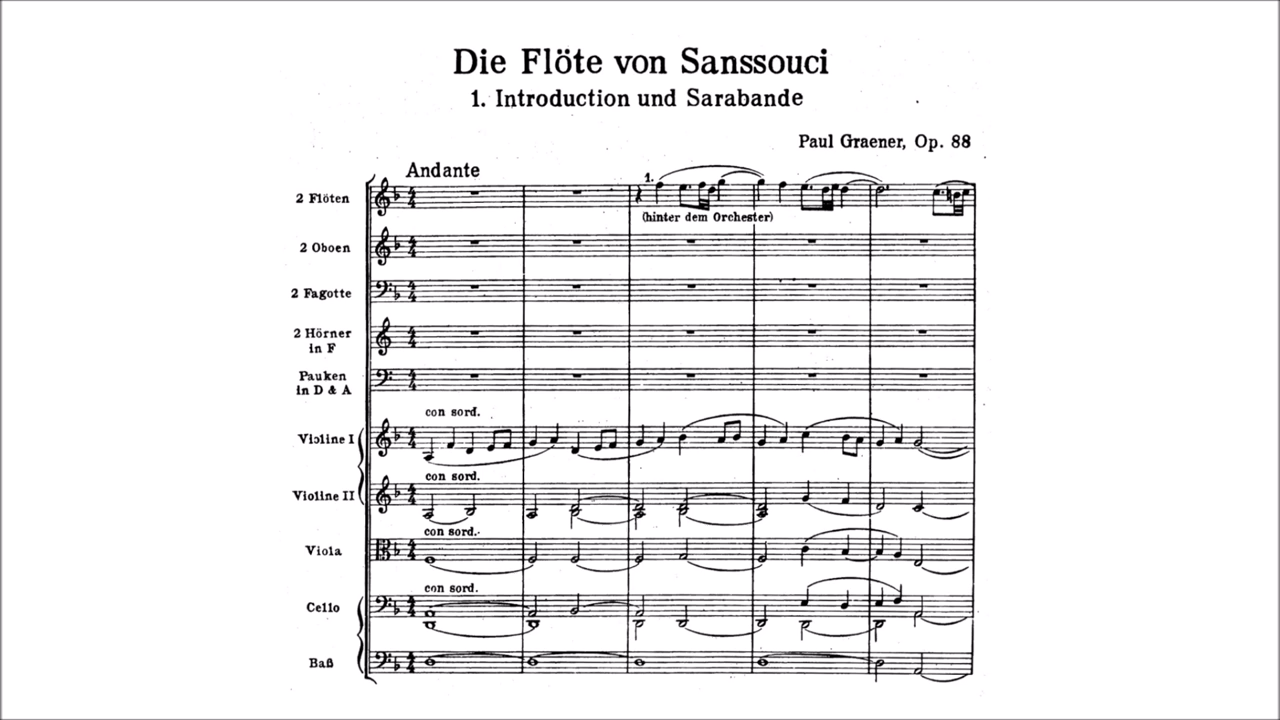 Die Flöte von Sanssouci
1. Introduction und Sarabande
Paul Graener, Op. 88
Andante
2 Flöten
1.
(hinter dem Orchester)
2 Oboen
2 Fagotte
2 Hörner
in F
Pauken
in D & A
con sord.
Violine I
con sord.
Violine II
con sord.
Viola
con sord.
Cello
Baß